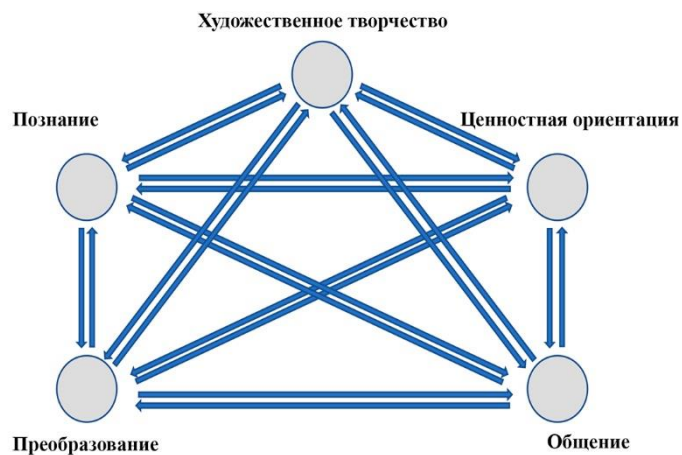 Художественное творчество
Познание
Ценностная ориентация
Преобразование
Общение